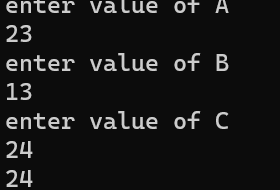 enter value of A
23
enter value of B
13
enter value of C
24
24